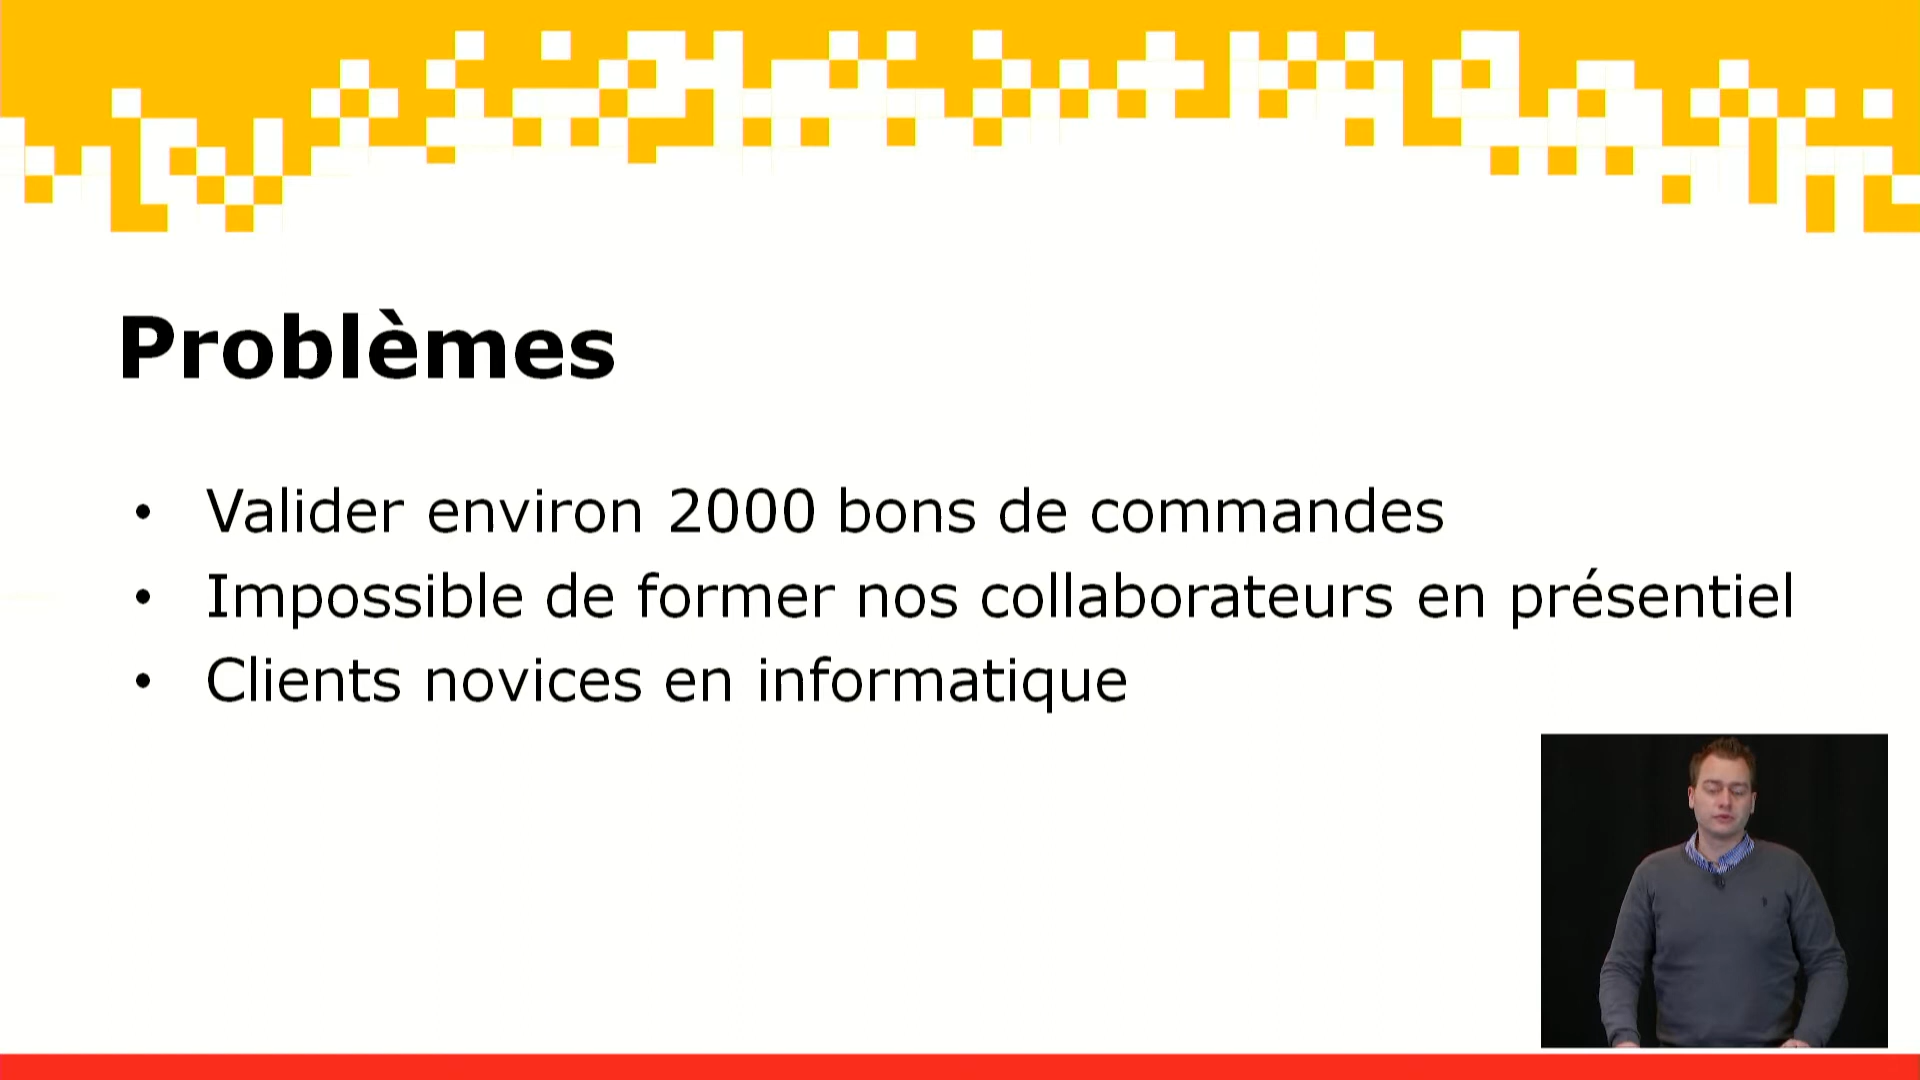 Problèmes
• Valider environ 2000 bons de commandes
• Impossible de former nos collaborateurs en présentiel
• Clients novices en informatique